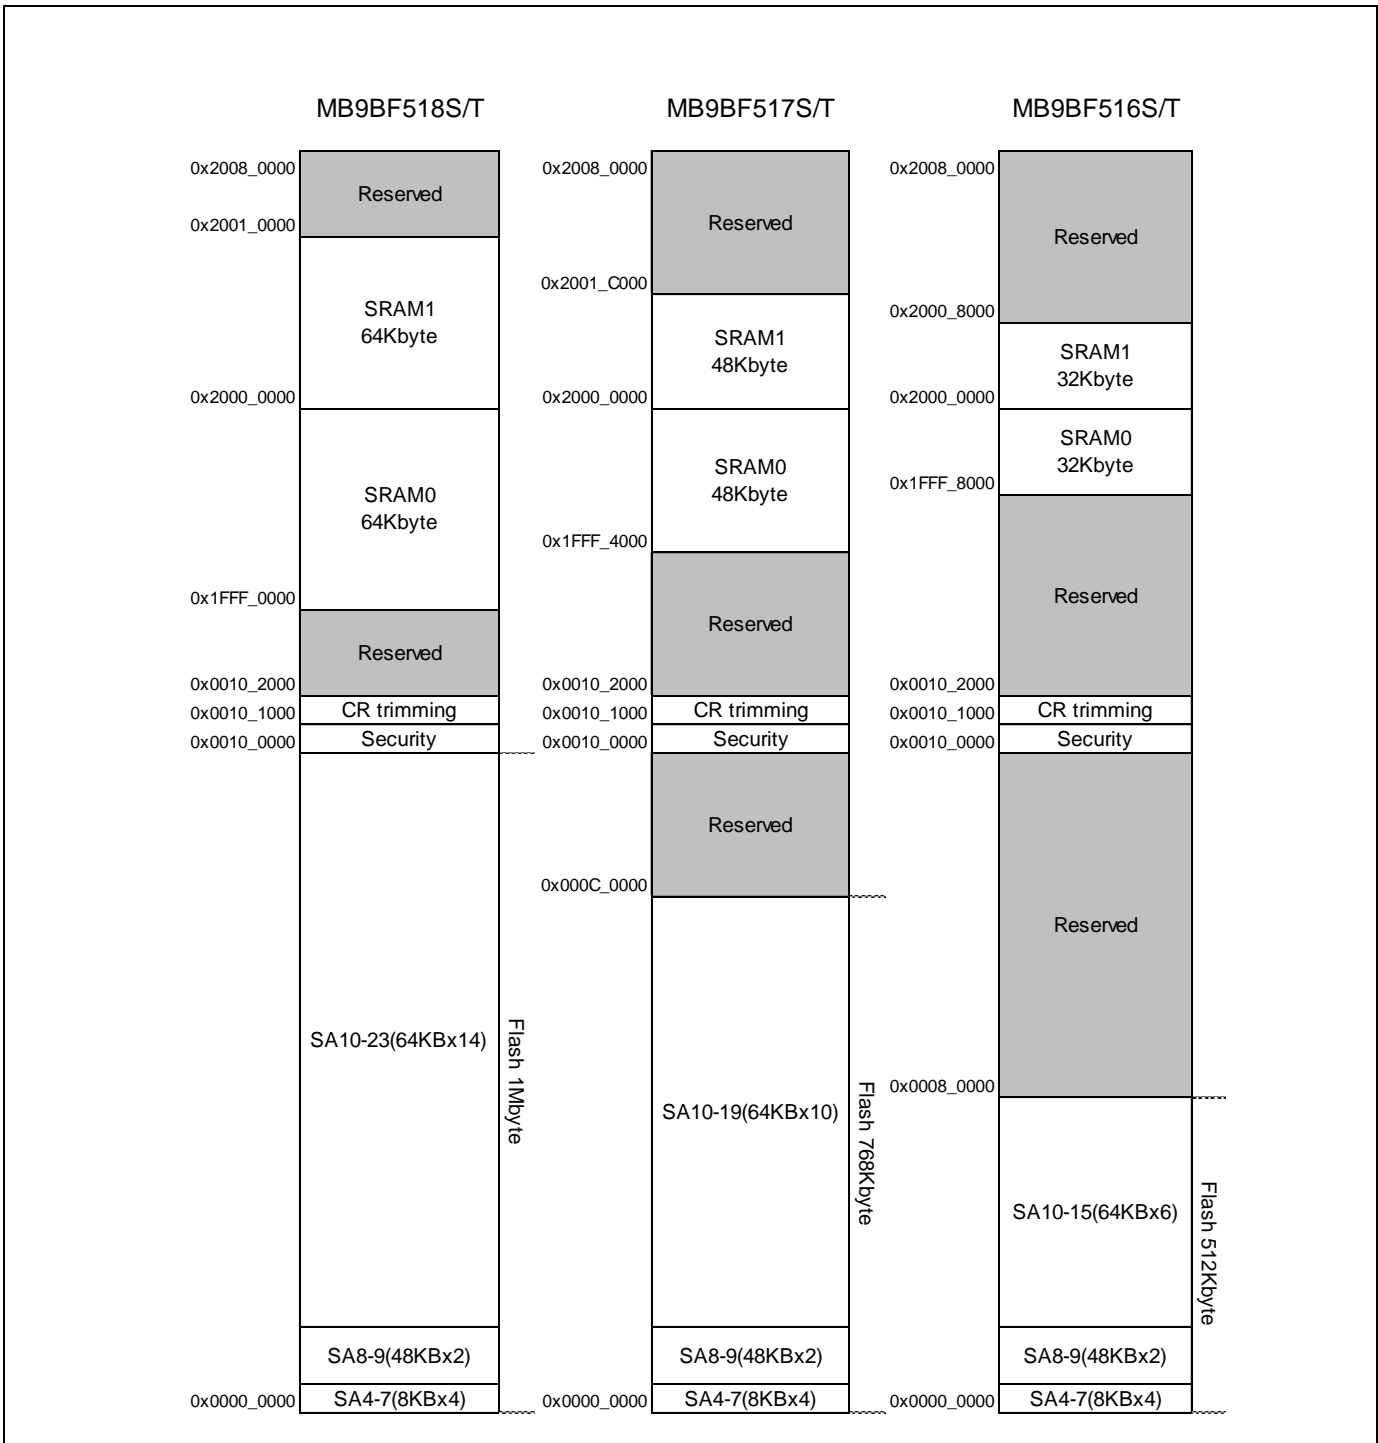 MB9BF518S/T
0x2008_0000
Reserved
0x2001_0000
SRAM1
64Kbyte
0x2000_0000
SRAM0
64Kbyte
0x1FFF_0000
Reserved
0x0010_2000
CR trimming
0x0010_1000
Security
0x0010_0000
SA10-23(64KBx14)
Flash 1Mbyte
SA8-9(48KBx2)
SA4-7(8KBx4)
0x0000_0000
MB9BF517S/T
0x2008_0000
Reserved
0x2001_C000
SRAM1
48Kbyte
0x2000_0000
SRAM0
48Kbyte
0x1FFF_4000
Reserved
0x0010_2000
CR trimming
0x0010_1000
Security
0x0010_0000
Reserved
0x000C_0000
SA10-19(64KBx10)
Flash 768Kbyte
SA8-9(48KBx2)
SA4-7(8KBx4)
0x0000_0000
MB9BF516S/T
0x2008_0000
Reserved
0x2000_8000
SRAM1
32Kbyte
0x2000_0000
SRAM0
32Kbyte
0x1FFF_8000
Reserved
0x0010_2000
CR trimming
0x0010_1000
Security
0x0010_0000
Reserved
0x0008_0000
SA10-15(64KBx6)
Flash 512Kbyte
SA8-9(48KBx2)
SA4-7(8KBx4)
0x0000_0000